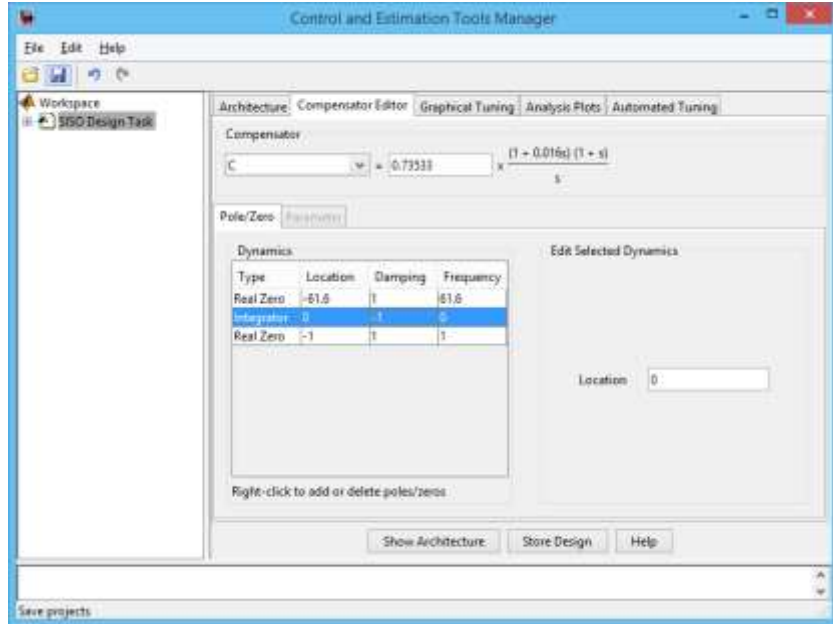 Control and Estimation Tools Manager
File Edit Help
Workspace
SISO Design Task
Architecture Compensator Editor Graphical Tuning Analysis Plots Automated Tuning
Compensator
C = 0.73533 x (1 + 0.016s) (1 + s)
s
Pole/Zero Parameter
Dynamics
Type Location Damping Frequency
Real Zero -61.6 1 61.6
Integrator 0 -1 0
Real Zero -1 1 1
Right-click to add or delete poles/zeros
Edit Selected Dynamics
Location 0
Show Architecture Store Design Help
Save projects